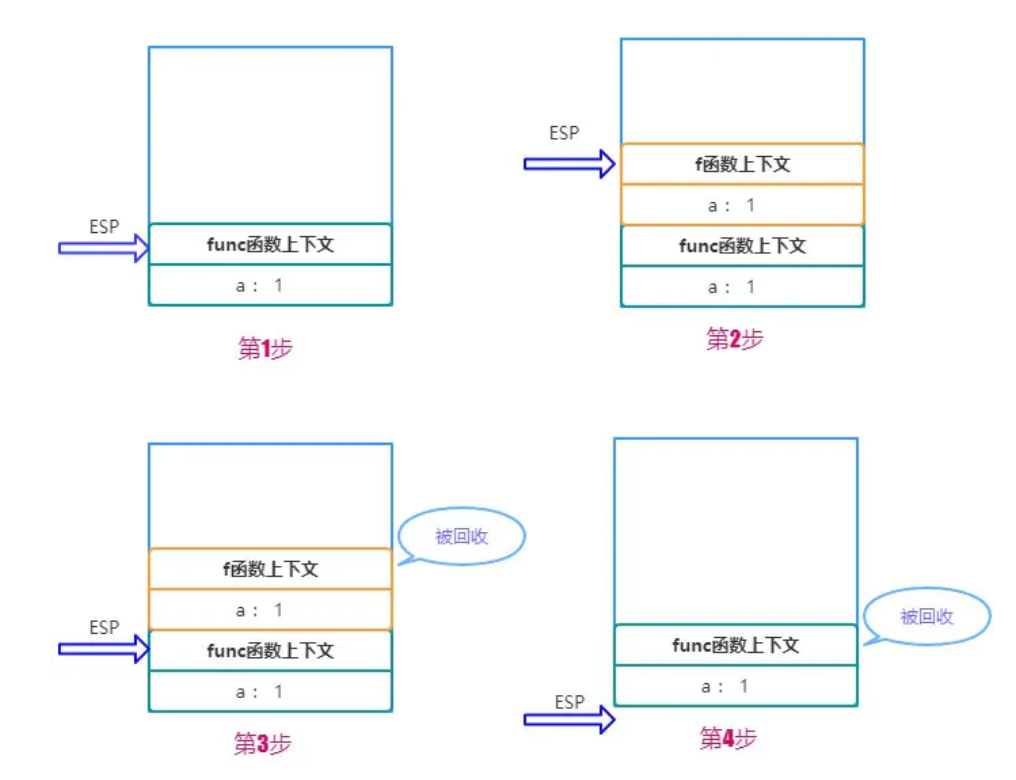 ESP
func函数上下文
a： 1
第1步
ESP
f函数上下文
a： 1
func函数上下文
a： 1
第2步
被回收
f函数上下文
a： 1
ESP
func函数上下文
a： 1
第3步
被回收
func函数上下文
a： 1
ESP
第4步